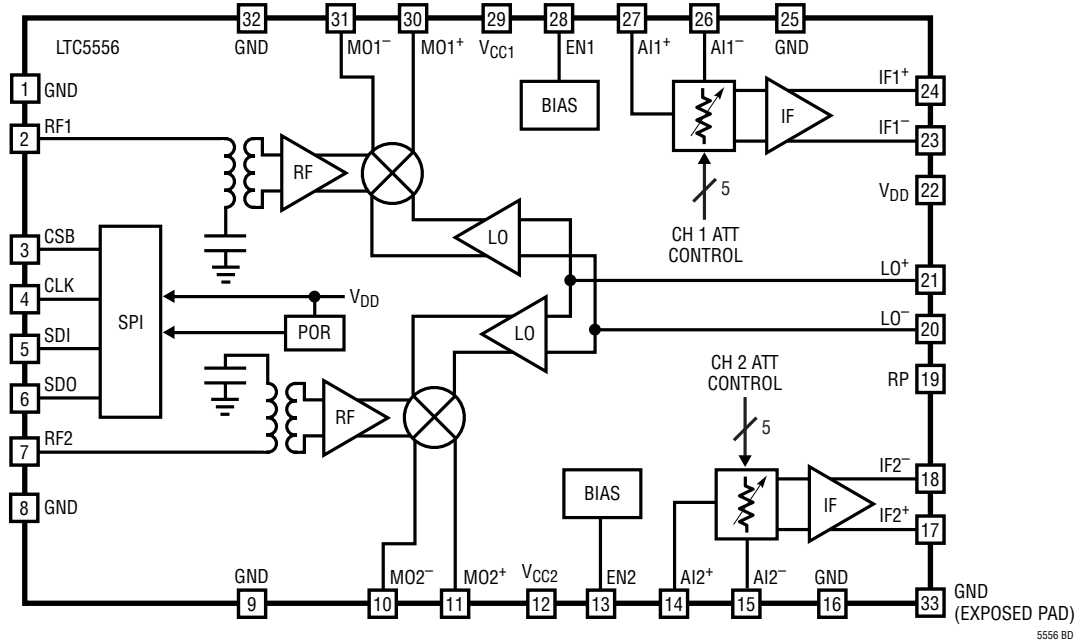 32
31
30
29
28
27
26
25
LTC5556
GND
MO1⁻
MO1⁺
VCC1
EN1
AI1⁺
AI1⁻
GND
1
GND
BIAS
IF
IF1⁺
24
2
RF1
IF1⁻
23
RF
5
VDD
22
CH 1 ATT
CONTROL
LO
3
CSB
LO⁺
21
4
CLK
SPI
VDD
POR
LO
LO⁻
20
5
SDI
6
SDO
CH 2 ATT
CONTROL
RP
19
RF
5
7
RF2
IF2⁻
18
BIAS
IF
8
GND
IF2⁺
17
GND
MO2⁻
MO2⁺
VCC2
EN2
AI2⁺
AI2⁻
GND
9
10
11
12
13
14
15
16
33
GND
(EXPOSED PAD)
5556 BD